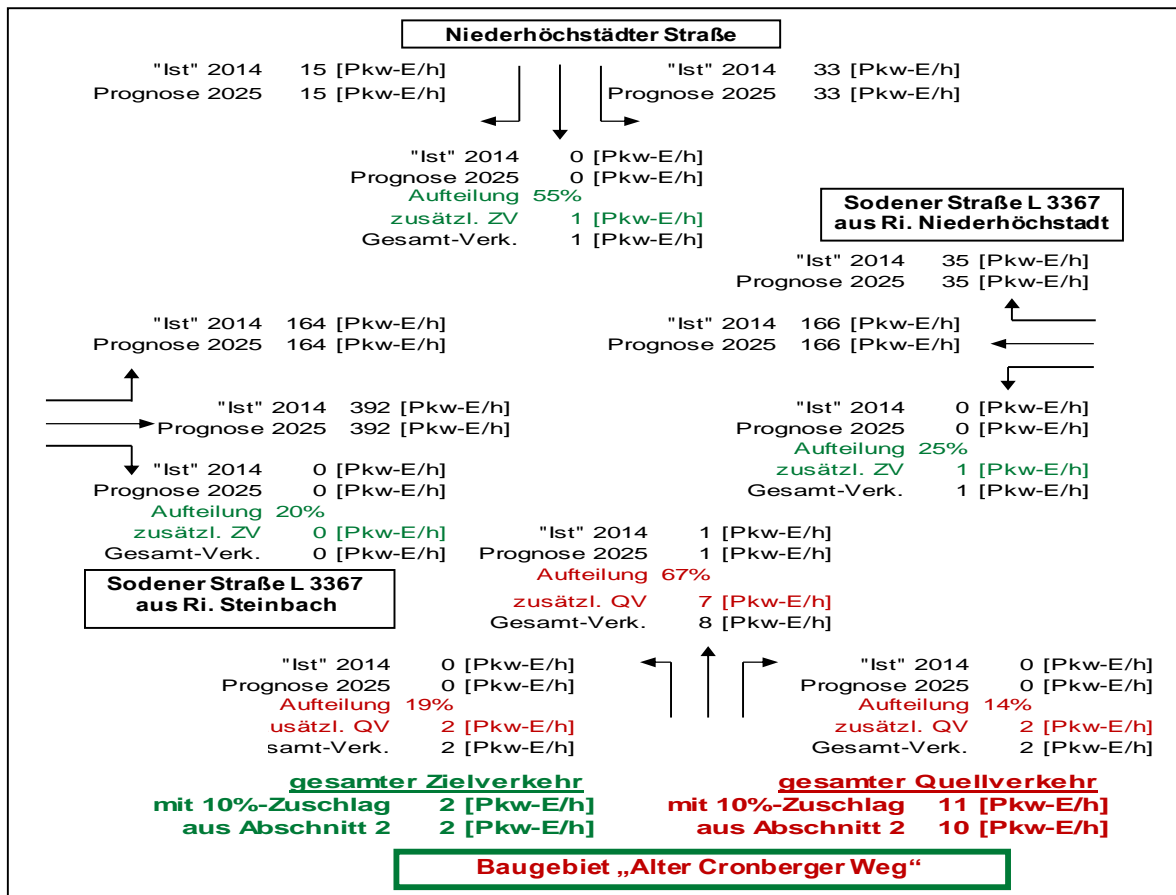 Niederhöchstädter Straße
"Ist" 2014 15 [Pkw-E/h]
Prognose 2025 15 [Pkw-E/h]
"Ist" 2014 33 [Pkw-E/h]
Prognose 2025 33 [Pkw-E/h]
"Ist" 2014 0 [Pkw-E/h]
Prognose 2025 0 [Pkw-E/h]
Aufteilung 55%
zusätzl. ZV 1 [Pkw-E/h]
Gesamt-Verk. 1 [Pkw-E/h]
Sodener Straße L 3367
aus Ri. Niederhöchstadt
"Ist" 2014 35 [Pkw-E/h]
Prognose 2025 35 [Pkw-E/h]
"Ist" 2014 164 [Pkw-E/h]
Prognose 2025 164 [Pkw-E/h]
"Ist" 2014 166 [Pkw-E/h]
Prognose 2025 166 [Pkw-E/h]
"Ist" 2014 392 [Pkw-E/h]
Prognose 2025 392 [Pkw-E/h]
"Ist" 2014 0 [Pkw-E/h]
Prognose 2025 0 [Pkw-E/h]
Aufteilung 25%
zusätzl. ZV 1 [Pkw-E/h]
Gesamt-Verk. 1 [Pkw-E/h]
"Ist" 2014 0 [Pkw-E/h]
Prognose 2025 0 [Pkw-E/h]
Aufteilung 20%
zusätzl. ZV 0 [Pkw-E/h]
Gesamt-Verk. 0 [Pkw-E/h]
Sodener Straße L 3367
aus Ri. Steinbach
"Ist" 2014 1 [Pkw-E/h]
Prognose 2025 1 [Pkw-E/h]
Aufteilung 67%
zusätzl. QV 7 [Pkw-E/h]
Gesamt-Verk. 8 [Pkw-E/h]
"Ist" 2014 0 [Pkw-E/h]
Prognose 2025 0 [Pkw-E/h]
Aufteilung 19%
usätzl. QV 2 [Pkw-E/h]
samt-Verk. 2 [Pkw-E/h]
"Ist" 2014 0 [Pkw-E/h]
Prognose 2025 0 [Pkw-E/h]
Aufteilung 14%
zusätzl. QV 2 [Pkw-E/h]
Gesamt-Verk. 2 [Pkw-E/h]
gesamter Zielverkehr
mit 10%-Zuschlag 2 [Pkw-E/h]
aus Abschnitt 2 2 [Pkw-E/h]
gesamter Quellverkehr
mit 10%-Zuschlag 11 [Pkw-E/h]
aus Abschnitt 2 10 [Pkw-E/h]
Baugebiet „Alter Cronberger Weg“